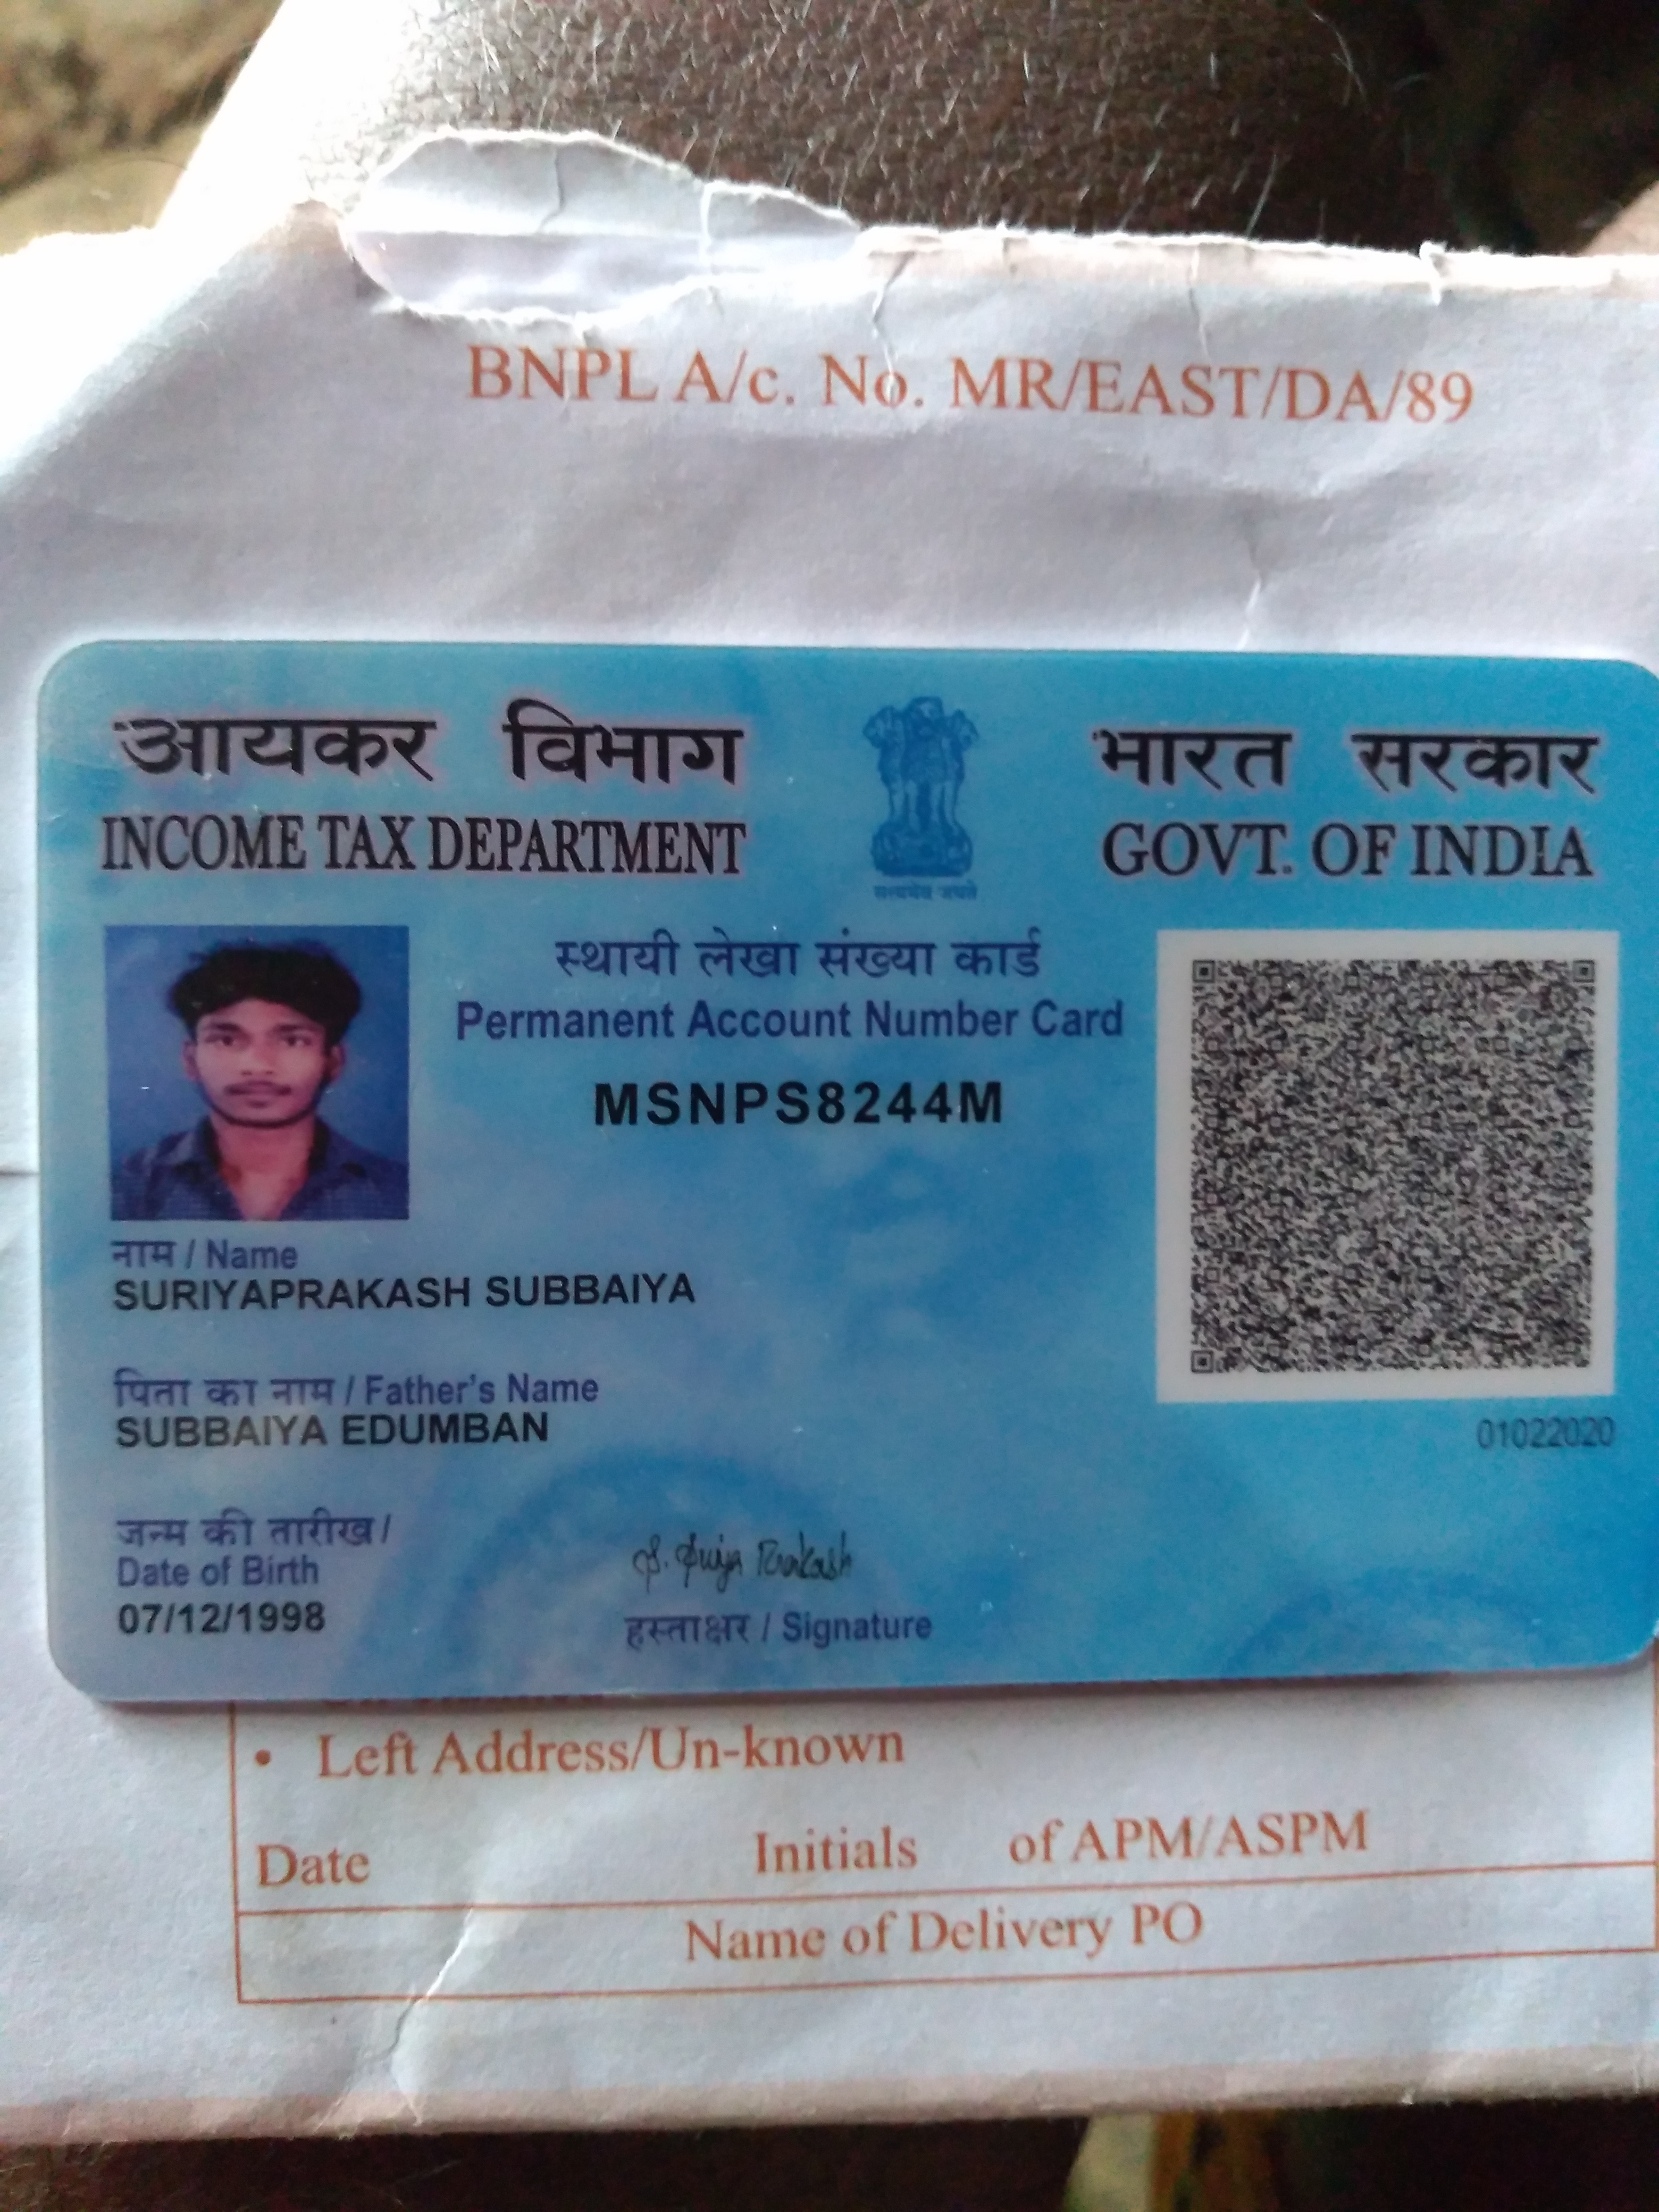 BNPL A/c. No. MR/EAST/DA/89
आयकर विभाग
INCOME TAX DEPARTMENT
सत्यमेव जयते
भारत सरकार
GOVT. OF INDIA
स्थायी लेखा संख्या कार्ड
Permanent Account Number Card
MSNPS8244M
नाम / Name
SURIYAPRAKASH SUBBAIYA
पिता का नाम / Father's Name
SUBBAIYA EDUMBAN
01022020
जन्म की तारीख /
Date of Birth
07/12/1998
S. Suriya Prakash
हस्ताक्षर / Signature
• Left Address/Un-known
Date Initials of APM/ASPM
Name of Delivery PO